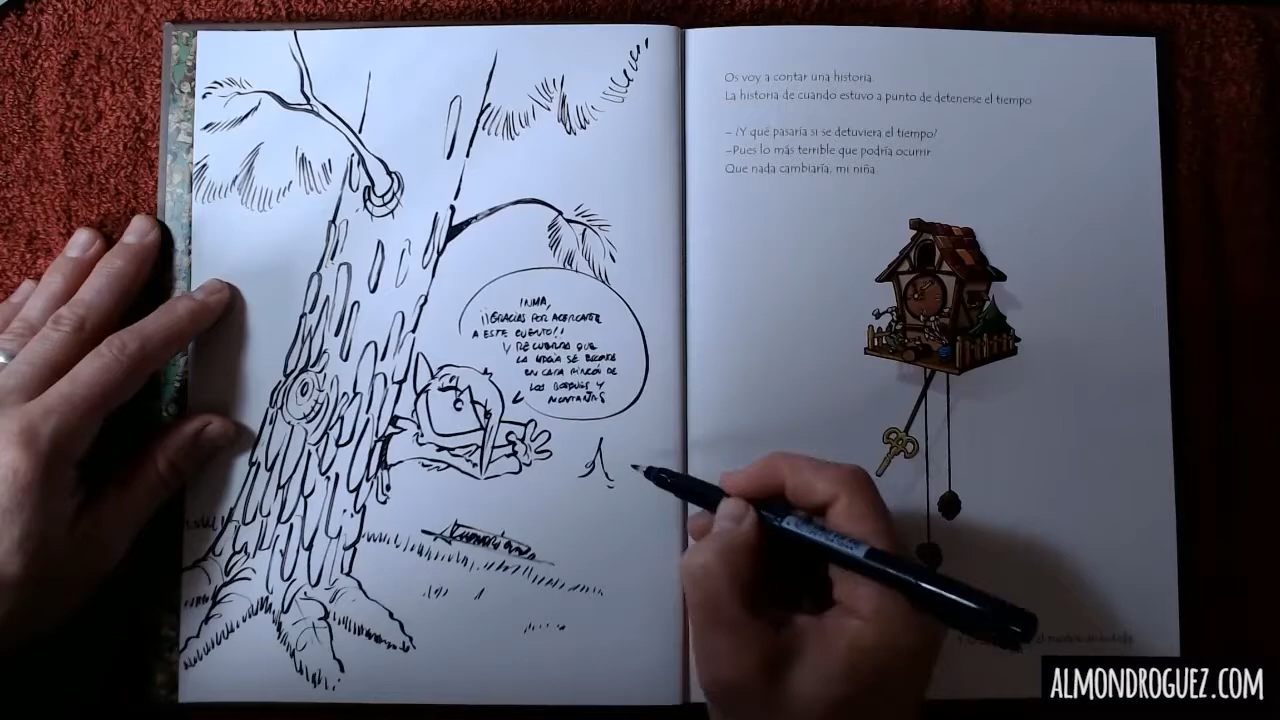 INMA,
¡¡GRACIAS POR ACERCARTE
A ESTE CUENTO!!
Y RECUERDA QUE
LA MAGIA SE ESCONDE
EN CADA RINCÓN DE
LOS BOSQUES Y
MONTAÑAS
Os voy a contar una historia.
La historia de cuando estuvo a punto de detenerse el tiempo
– ¿Y qué pasaría si se detuviera el tiempo?
–Pues lo más terrible que podría ocurrir
Que nada cambiaría, mi niña.
ALMONDROGUEZ.COM